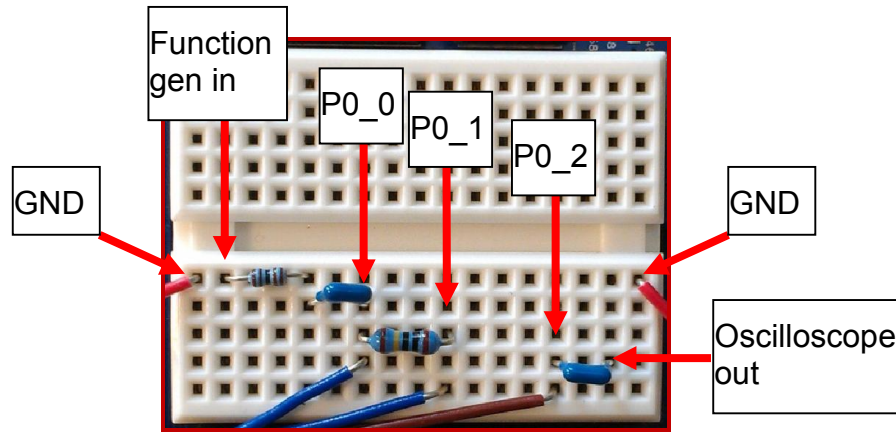 Function
gen in
P0_0
P0_1
P0_2
GND
GND
Oscilloscope
out